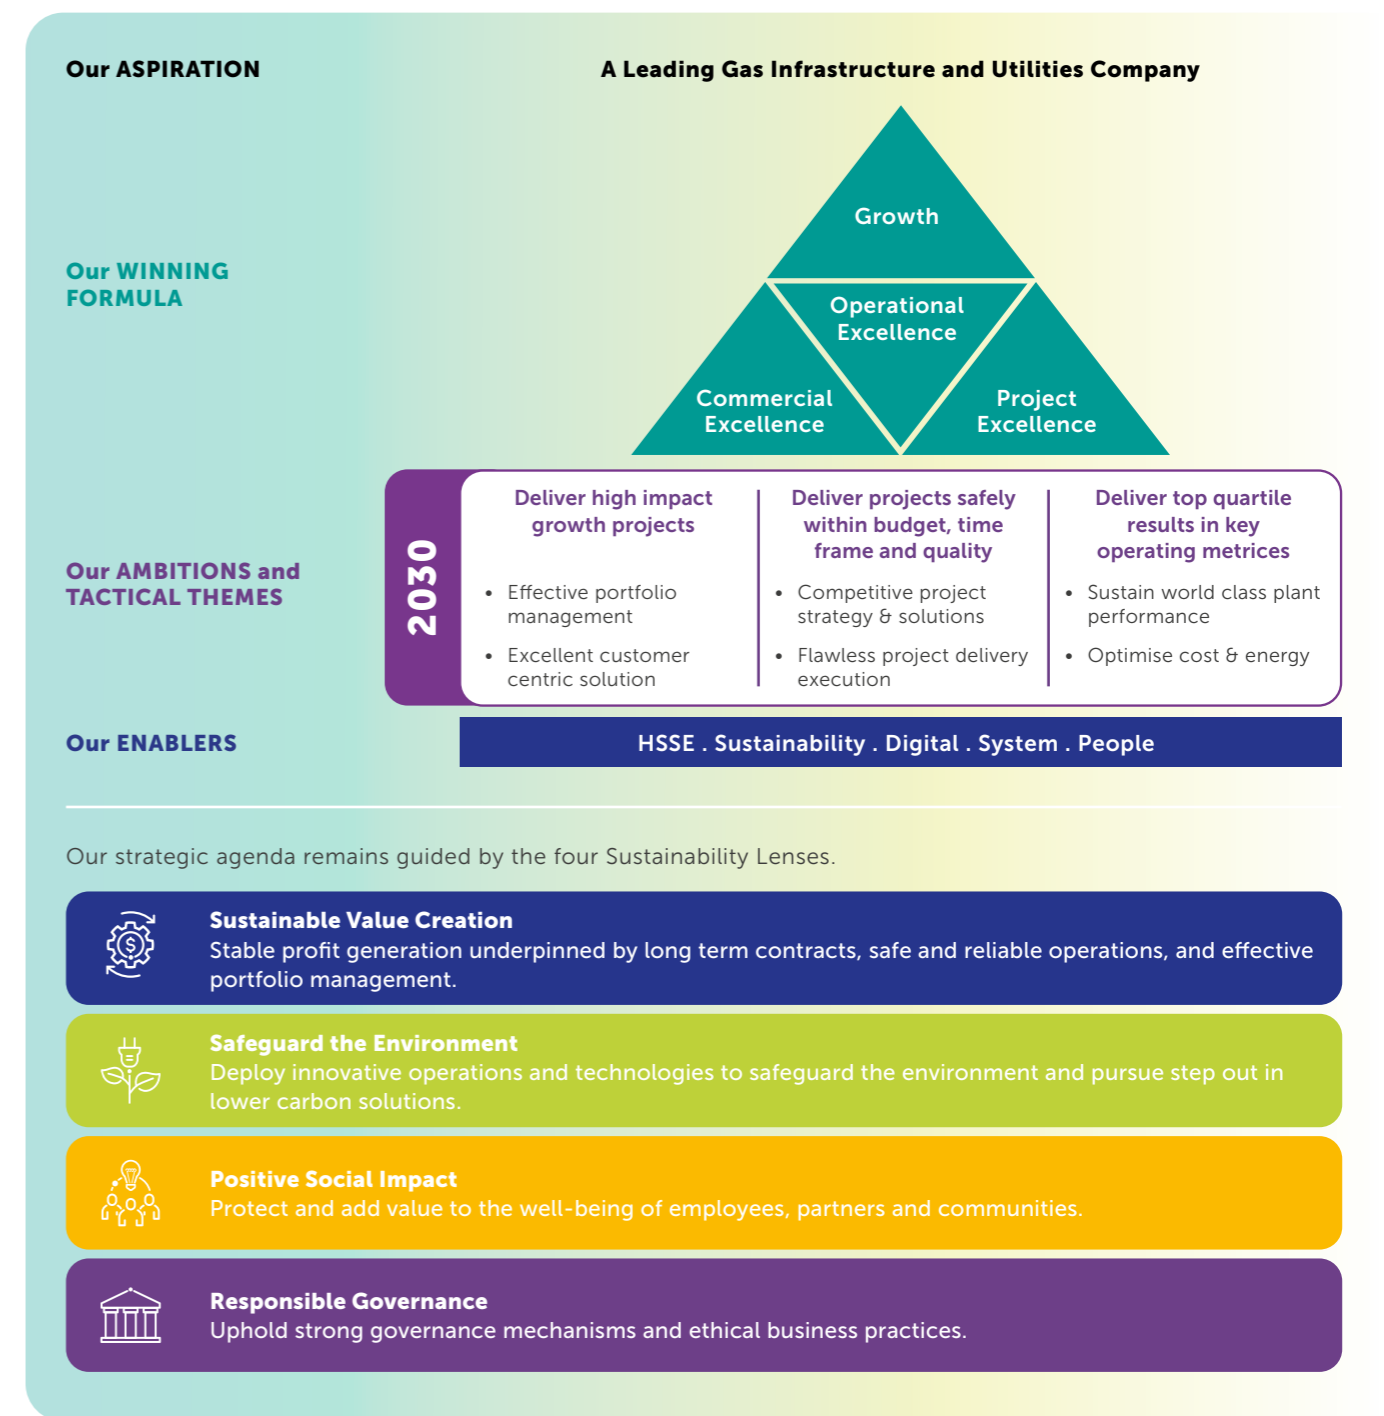 Our ASPIRATION
A Leading Gas Infrastructure and Utilities Company
Our WINNING
FORMULA
Growth
Operational
Excellence
Commercial
Excellence
Project
Excellence
Our AMBITIONS and
TACTICAL THEMES
2030
Deliver high impact
growth projects
• Effective portfolio
management
• Excellent customer
centric solution
Deliver projects safely
within budget, time
frame and quality
• Competitive project
strategy & solutions
• Flawless project delivery
execution
Deliver top quartile
results in key
operating metrices
• Sustain world class plant
performance
• Optimise cost & energy
Our ENABLERS
HSSE . Sustainability . Digital . System . People
Our strategic agenda remains guided by the four Sustainability Lenses.
Sustainable Value Creation
Stable profit generation underpinned by long term contracts, safe and reliable operations, and effective
portfolio management.
Safeguard the Environment
Deploy innovative operations and technologies to safeguard the environment and pursue step out in
lower carbon solutions.
Positive Social Impact
Protect and add value to the well-being of employees, partners and communities.
Responsible Governance
Uphold strong governance mechanisms and ethical business practices.